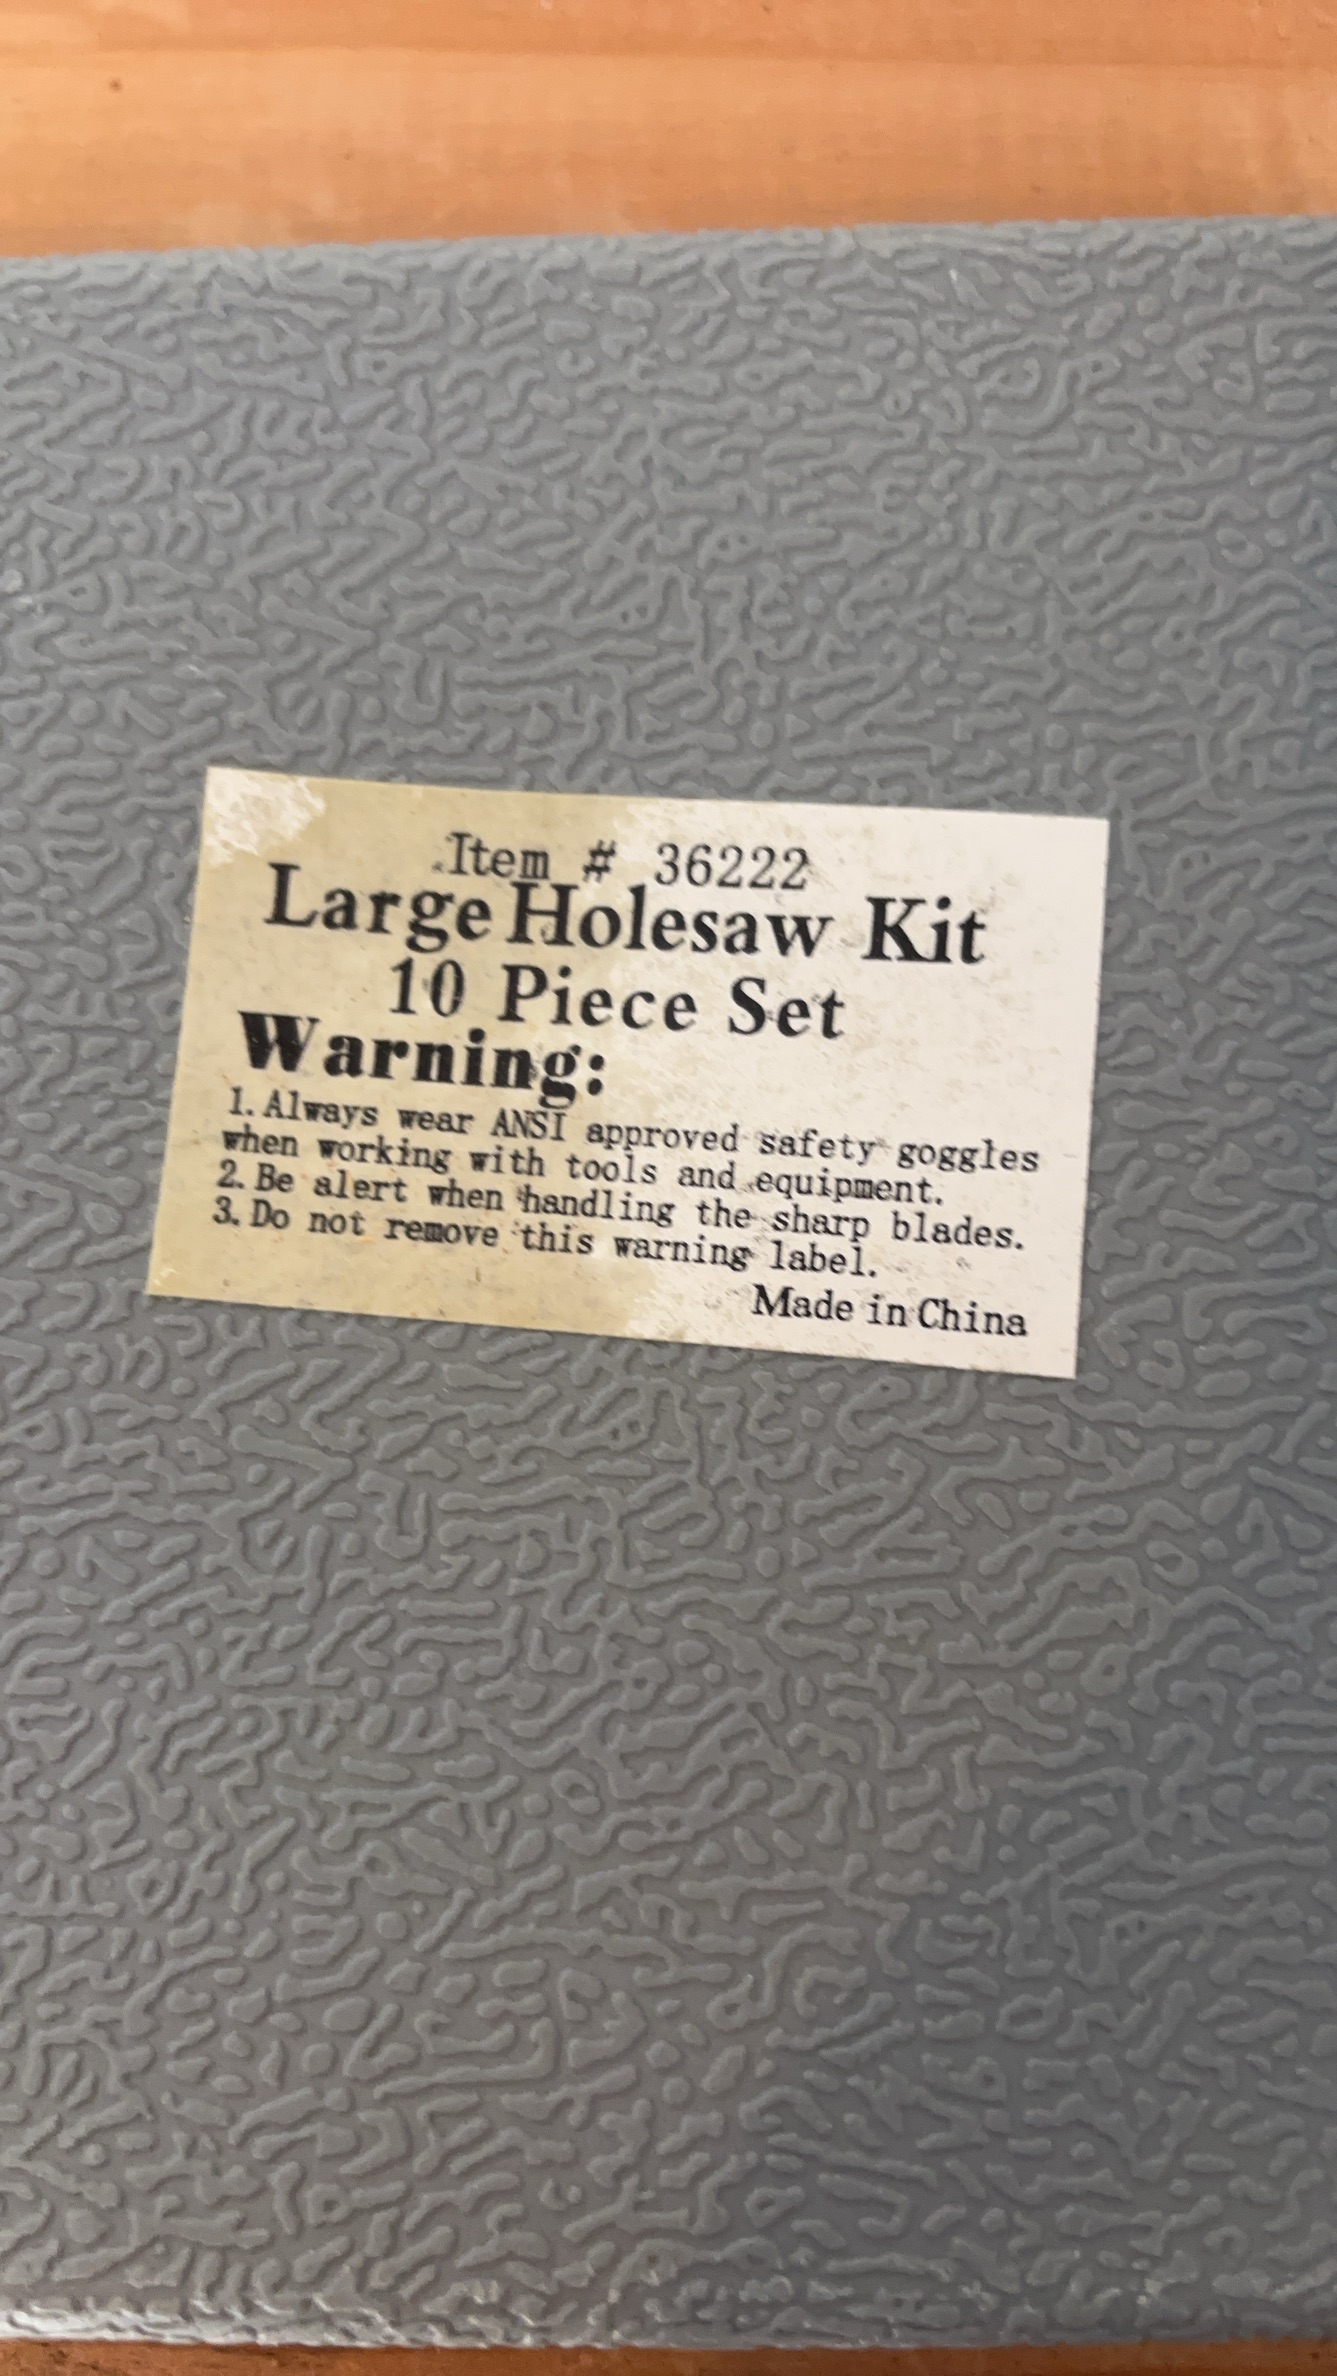 Item # 36222
Large Holesaw Kit
10 Piece Set
Warning:
1. Always wear ANSI approved safety goggles
when working with tools and equipment.
2. Be alert when handling the sharp blades.
3. Do not remove this warning label.
Made in China